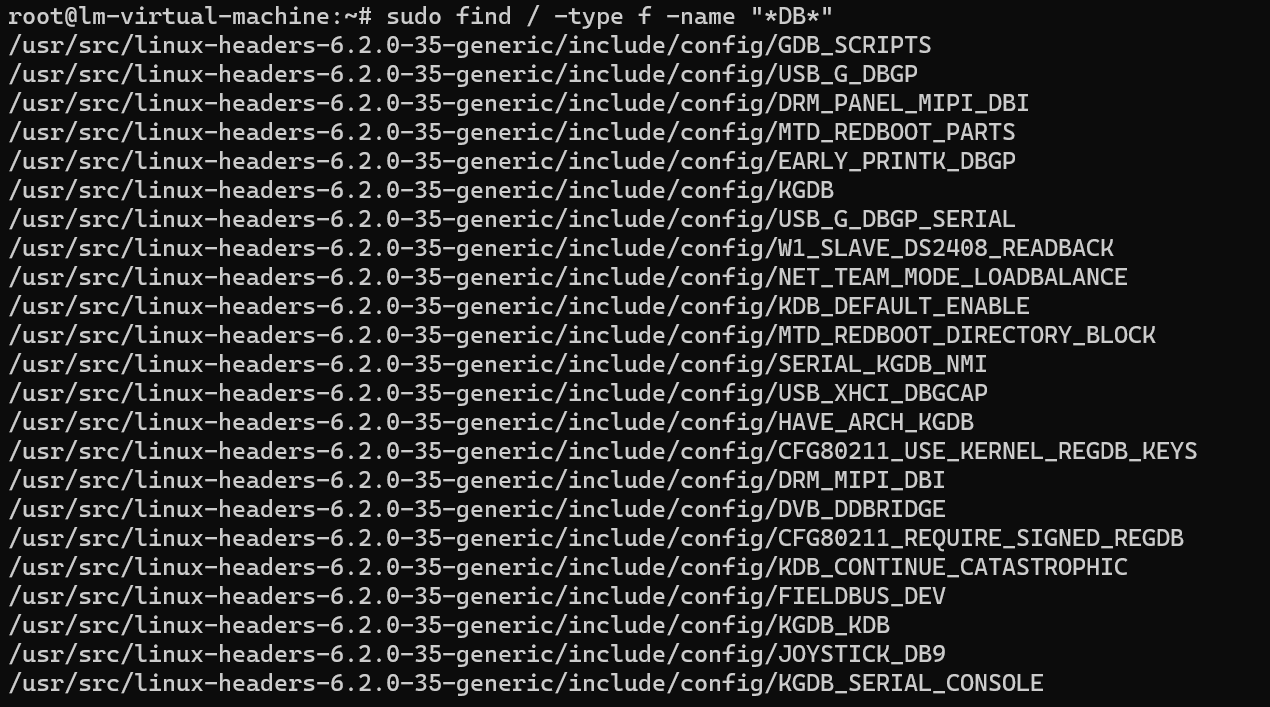 root@lm-virtual-machine:~# sudo find / -type f -name "*DB*"
/usr/src/linux-headers-6.2.0-35-generic/include/config/GDB_SCRIPTS
/usr/src/linux-headers-6.2.0-35-generic/include/config/USB_G_DBGP
/usr/src/linux-headers-6.2.0-35-generic/include/config/DRM_PANEL_MIPI_DBI
/usr/src/linux-headers-6.2.0-35-generic/include/config/MTD_REDBOOT_PARTS
/usr/src/linux-headers-6.2.0-35-generic/include/config/EARLY_PRINTK_DBGP
/usr/src/linux-headers-6.2.0-35-generic/include/config/KGDB
/usr/src/linux-headers-6.2.0-35-generic/include/config/USB_G_DBGP_SERIAL
/usr/src/linux-headers-6.2.0-35-generic/include/config/W1_SLAVE_DS2408_READBACK
/usr/src/linux-headers-6.2.0-35-generic/include/config/NET_TEAM_MODE_LOADBALANCE
/usr/src/linux-headers-6.2.0-35-generic/include/config/KDB_DEFAULT_ENABLE
/usr/src/linux-headers-6.2.0-35-generic/include/config/MTD_REDBOOT_DIRECTORY_BLOCK
/usr/src/linux-headers-6.2.0-35-generic/include/config/SERIAL_KGDB_NMI
/usr/src/linux-headers-6.2.0-35-generic/include/config/USB_XHCI_DBGCAP
/usr/src/linux-headers-6.2.0-35-generic/include/config/HAVE_ARCH_KGDB
/usr/src/linux-headers-6.2.0-35-generic/include/config/CFG80211_USE_KERNEL_REGDB_KEYS
/usr/src/linux-headers-6.2.0-35-generic/include/config/DRM_MIPI_DBI
/usr/src/linux-headers-6.2.0-35-generic/include/config/DVB_DDBRIDGE
/usr/src/linux-headers-6.2.0-35-generic/include/config/CFG80211_REQUIRE_SIGNED_REGDB
/usr/src/linux-headers-6.2.0-35-generic/include/config/KDB_CONTINUE_CATASTROPHIC
/usr/src/linux-headers-6.2.0-35-generic/include/config/FIELDBUS_DEV
/usr/src/linux-headers-6.2.0-35-generic/include/config/KGDB_KDB
/usr/src/linux-headers-6.2.0-35-generic/include/config/JOYSTICK_DB9
/usr/src/linux-headers-6.2.0-35-generic/include/config/KGDB_SERIAL_CONSOLE